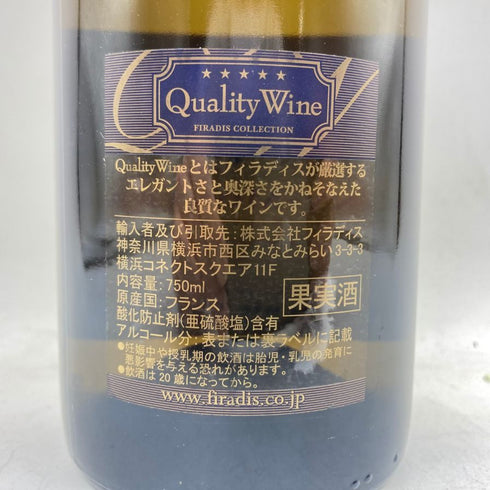 ★★★★★
Quality Wine
FIRADIS COLLECTION
Quality Wineとはフィラディスが厳選する
エレガントさと奥深さをかねそなえた
良質なワインです。
輸入者及び引取先：株式会社フィラディス
神奈川県横浜市西区みなとみらい3-3-3
横浜コネクトスクエア11F
内容量：750ml
原産国：フランス
果実酒
酸化防止剤(亜硫酸塩)含有
アルコール分：表または裏ラベルに記載
●妊娠中や授乳期の飲酒は胎児・乳児の発育に
悪影響を与える恐れがあります。
●飲酒は20歳になってから。
www.firadis.co.jp